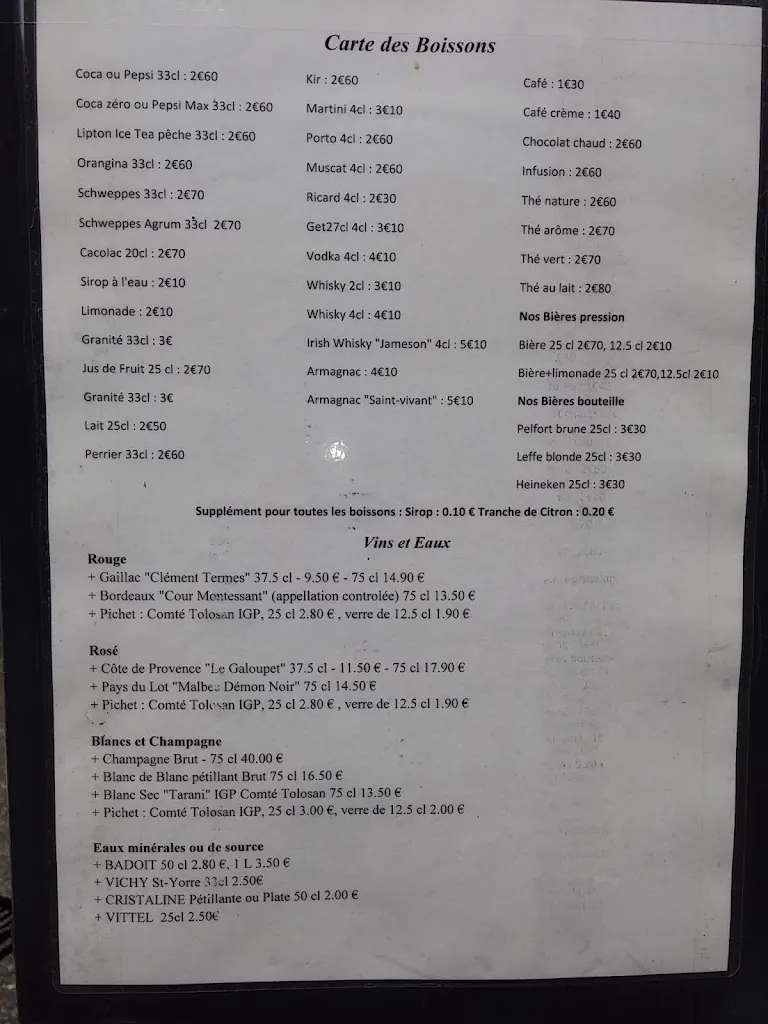 Carte des Boissons
Coca ou Pepsi 33cl : 2€60
Coca zéro ou Pepsi Max 33cl : 2€60
Lipton Ice Tea pêche 33cl : 2€60
Orangina 33cl : 2€60
Schweppes 33cl : 2€70
Schweppes Agrum 33cl 2€70
Cacolac 20cl : 2€70
Sirop à l'eau : 2€10
Limonade : 2€10
Granité 33cl : 3€
Jus de Fruit 25 cl : 2€70
Granité 33cl : 3€
Lait 25cl : 2€50
Perrier 33cl : 2€60
Kir : 2€60
Martini 4cl : 3€10
Porto 4cl : 2€60
Muscat 4cl : 2€60
Ricard 4cl : 2€30
Get27cl 4cl : 3€10
Vodka 4cl : 4€10
Whisky 2cl : 3€10
Whisky 4cl : 4€10
Irish Whisky "Jameson" 4cl : 5€10
Armagnac : 4€10
Armagnac "Saint-vivant" : 5€10
Café : 1€30
Café crème : 1€40
Chocolat chaud : 2€60
Infusion : 2€60
Thé nature : 2€60
Thé arôme : 2€70
Thé vert : 2€70
Thé au lait : 2€80
Nos Bières pression
Bière 25 cl 2€70, 12.5 cl 2€10
Bière+limonade 25 cl 2€70,12.5cl 2€10
Nos Bières bouteille
Pelfort brune 25cl : 3€30
Leffe blonde 25cl : 3€30
Heineken 25cl : 3€30
Supplément pour toutes les boissons : Sirop : 0.10 € Tranche de Citron : 0.20 €
Vins et Eaux
Rouge
+ Gaillac "Clément Termes" 37.5 cl - 9.50 € - 75 cl 14.90 €
+ Bordeaux "Cour Montessant" (appellation controlée) 75 cl 13.50 €
+ Pichet : Comté Tolosan IGP, 25 cl 2.80 € , verre de 12.5 cl 1.90 €
Rosé
+ Côte de Provence "Le Galoupet" 37.5 cl - 11.50 € - 75 cl 17.90 €
+ Pays du Lot "Malbec Démon Noir" 75 cl 14.50 €
+ Pichet : Comté Tolosan IGP, 25 cl 2.80 € , verre de 12.5 cl 1.90 €
Blancs et Champagne
+ Champagne Brut - 75 cl 40.00 €
+ Blanc de Blanc pétillant Brut 75 cl 16.50 €
+ Blanc Sec "Tarani" IGP Comté Tolosan 75 cl 13.50 €
+ Pichet : Comté Tolosan IGP, 25 cl 3.00 €, verre de 12.5 cl 2.00 €
Eaux minérales ou de source
+ BADOIT 50 cl 2.80 €, 1 L 3.50 €
+ VICHY St-Yorre 33cl 2.50€
+ CRISTALINE Pétillante ou Plate 50 cl 2.00 €
+ VITTEL 25cl 2.50€